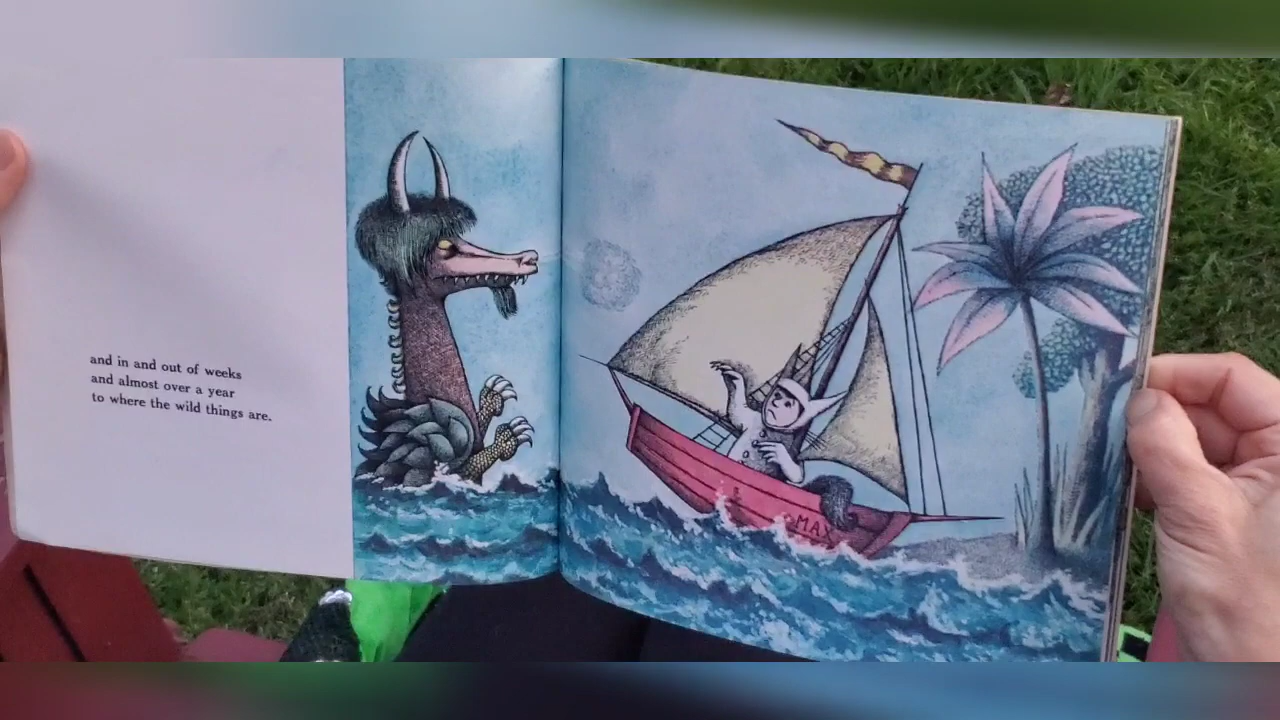 and in and out of weeks
and almost over a year
to where the wild things are.
MAX